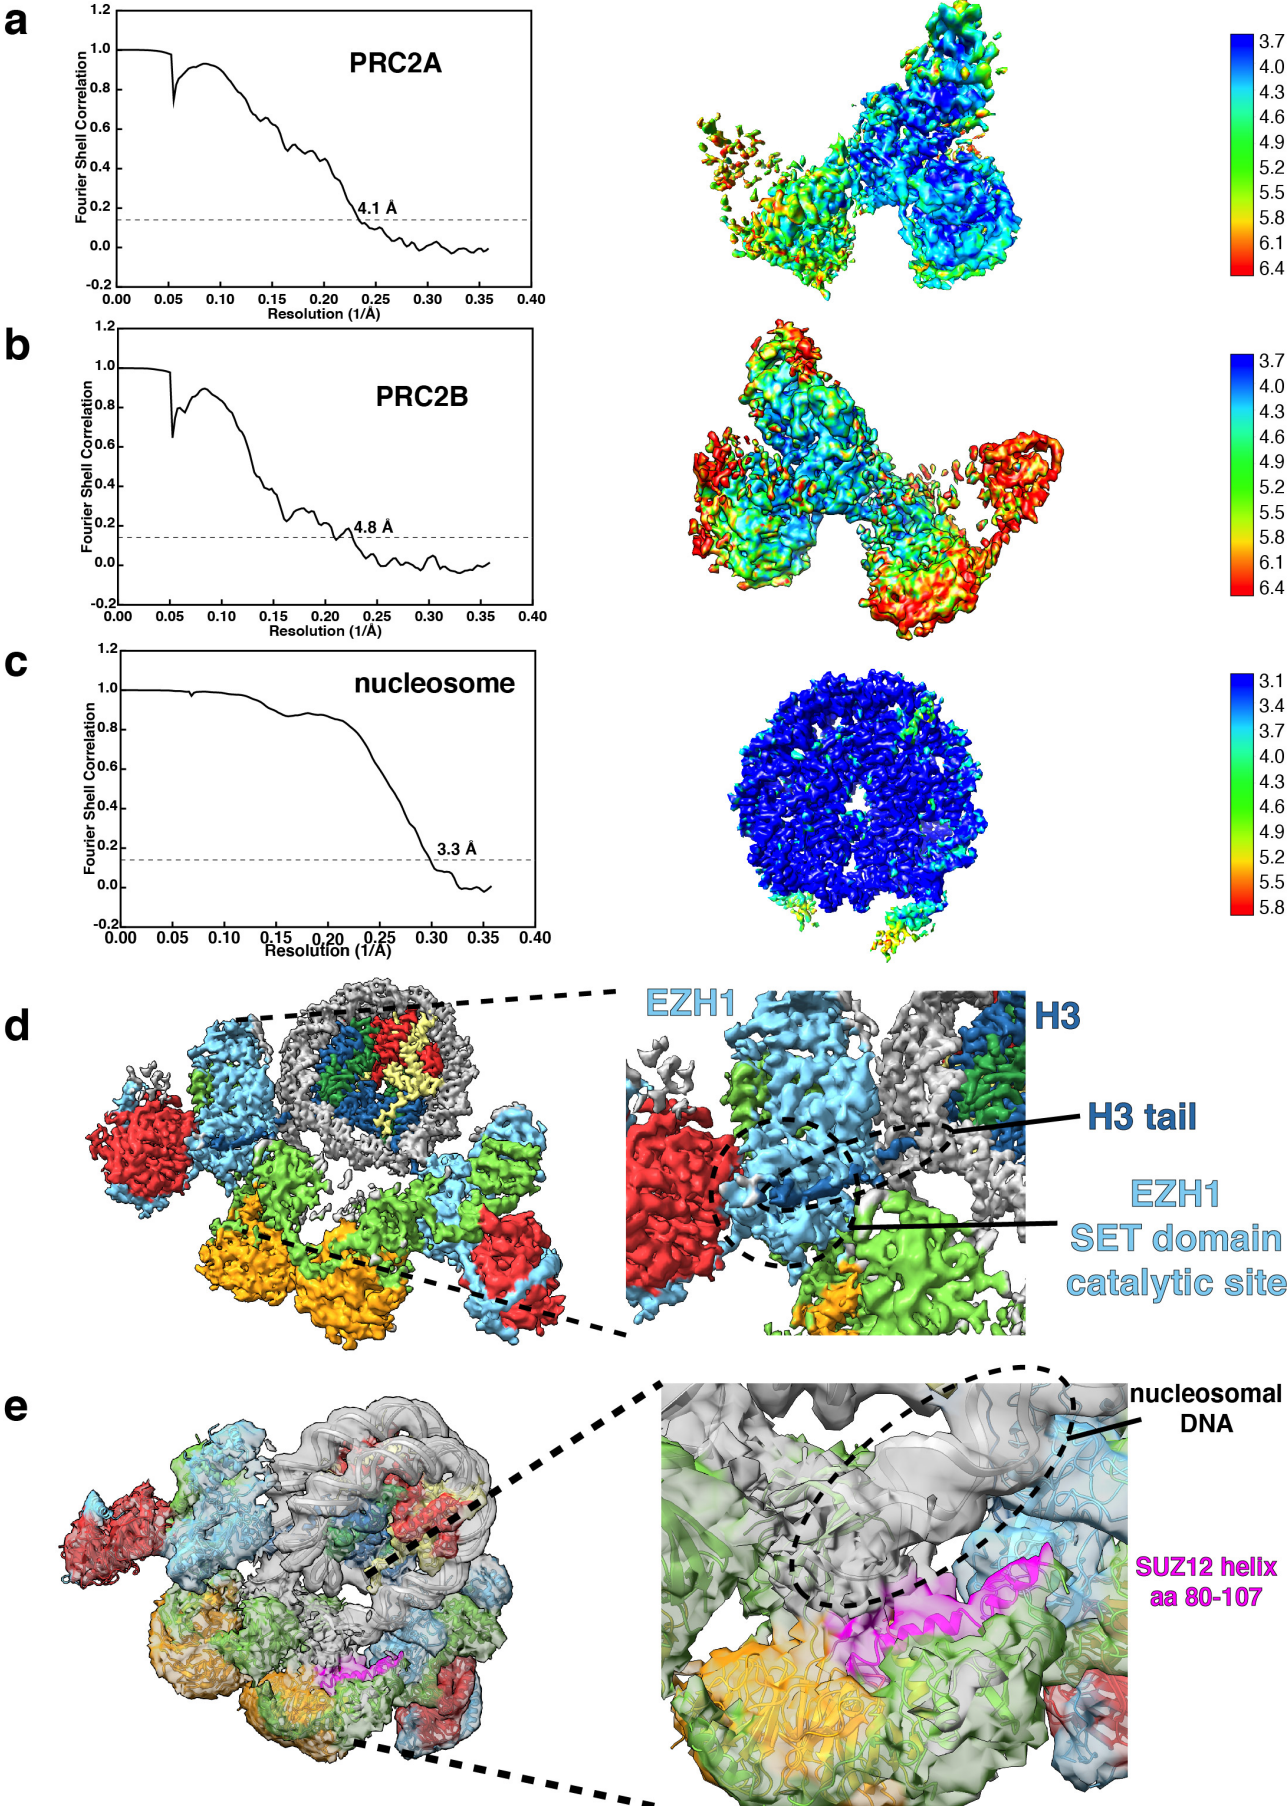 a
1.2
1.0
0.8
0.6
0.4
0.2
0.0
-0.2
Fourier Shell Correlation
PRC2A
4.1 Å
0.00 0.05 0.10 0.15 0.20 0.25 0.30 0.35 0.40
Resolution (1/Å)
3.7
4.0
4.3
4.6
4.9
5.2
5.5
5.8
6.1
6.4
b
1.2
1.0
0.8
0.6
0.4
0.2
0.0
-0.2
Fourier Shell Correlation
PRC2B
4.8 Å
0.00 0.05 0.10 0.15 0.20 0.25 0.30 0.35 0.40
Resolution (1/Å)
3.7
4.0
4.3
4.6
4.9
5.2
5.5
5.8
6.1
6.4
c
1.2
1.0
0.8
0.6
0.4
0.2
0.0
-0.2
Fourier Shell Correlation
nucleosome
3.3 Å
0.00 0.05 0.10 0.15 0.20 0.25 0.30 0.35 0.40
Resolution (1/Å)
3.1
3.4
3.7
4.0
4.3
4.6
4.9
5.2
5.5
5.8
d
EZH1
H3
H3 tail
EZH1
SET domain
catalytic site
e
nucleosomal
DNA
SUZ12 helix
aa 80-107